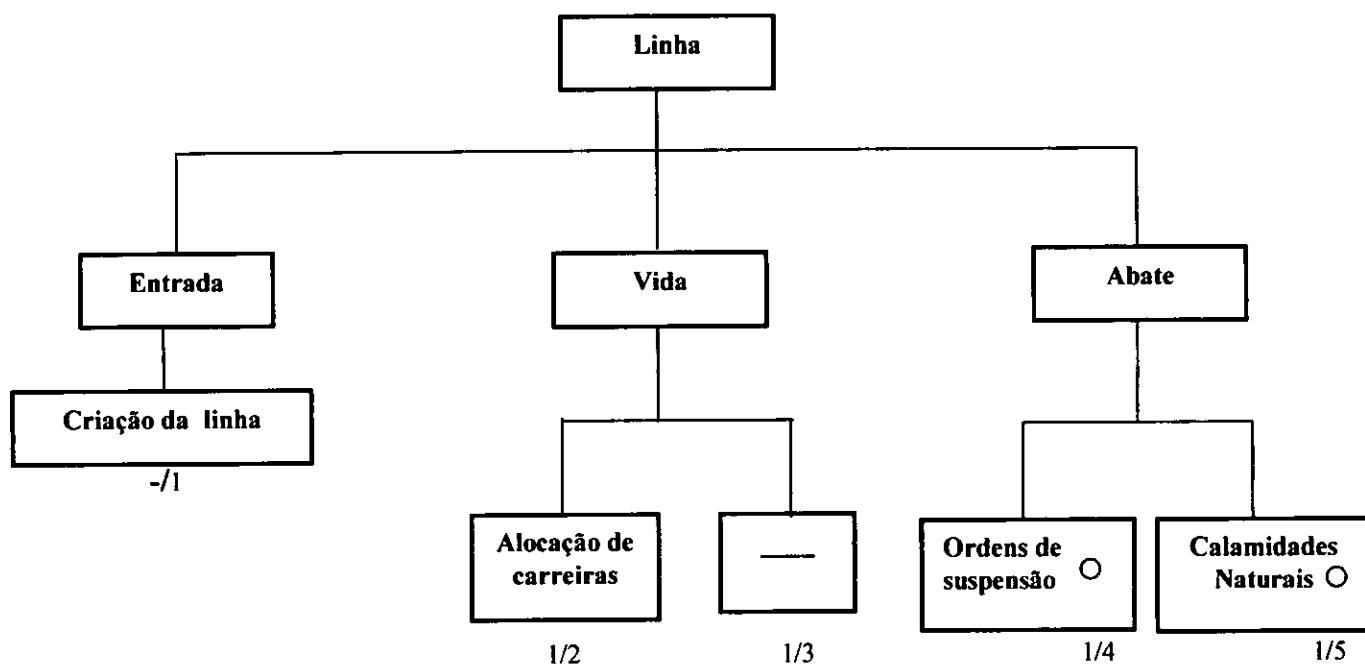 Linha
Entrada
Vida
Abate
Criação da linha
-/1
Alocação de
carreiras
—
Ordens de
suspensão
Calamidades
Naturais
1/2
1/3
1/4
1/5